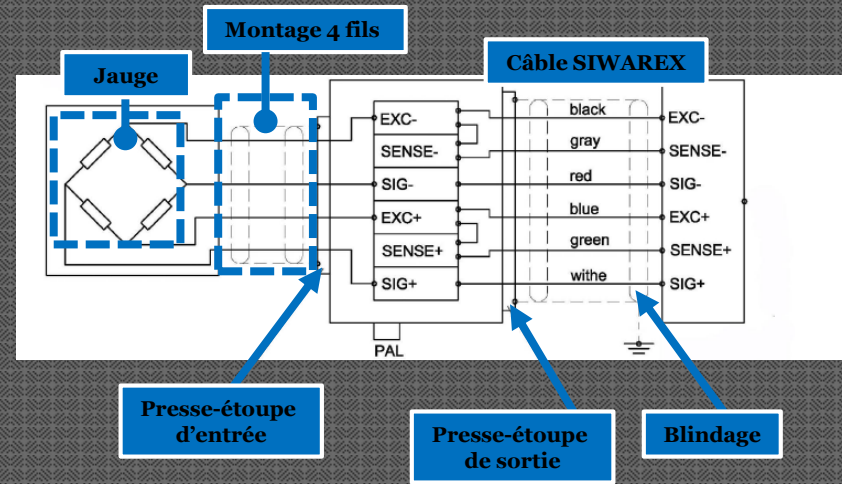 Montage 4 fils
Jauge
Câble SIWAREX
EXC-
SENSE-
SIG-
EXC+
SENSE+
SIG+
PAL
black
gray
red
blue
green
withe
EXC-
SENSE-
SIG-
EXC+
SENSE+
SIG+
Presse-étoupe
d’entrée
Presse-étoupe
de sortie
Blindage